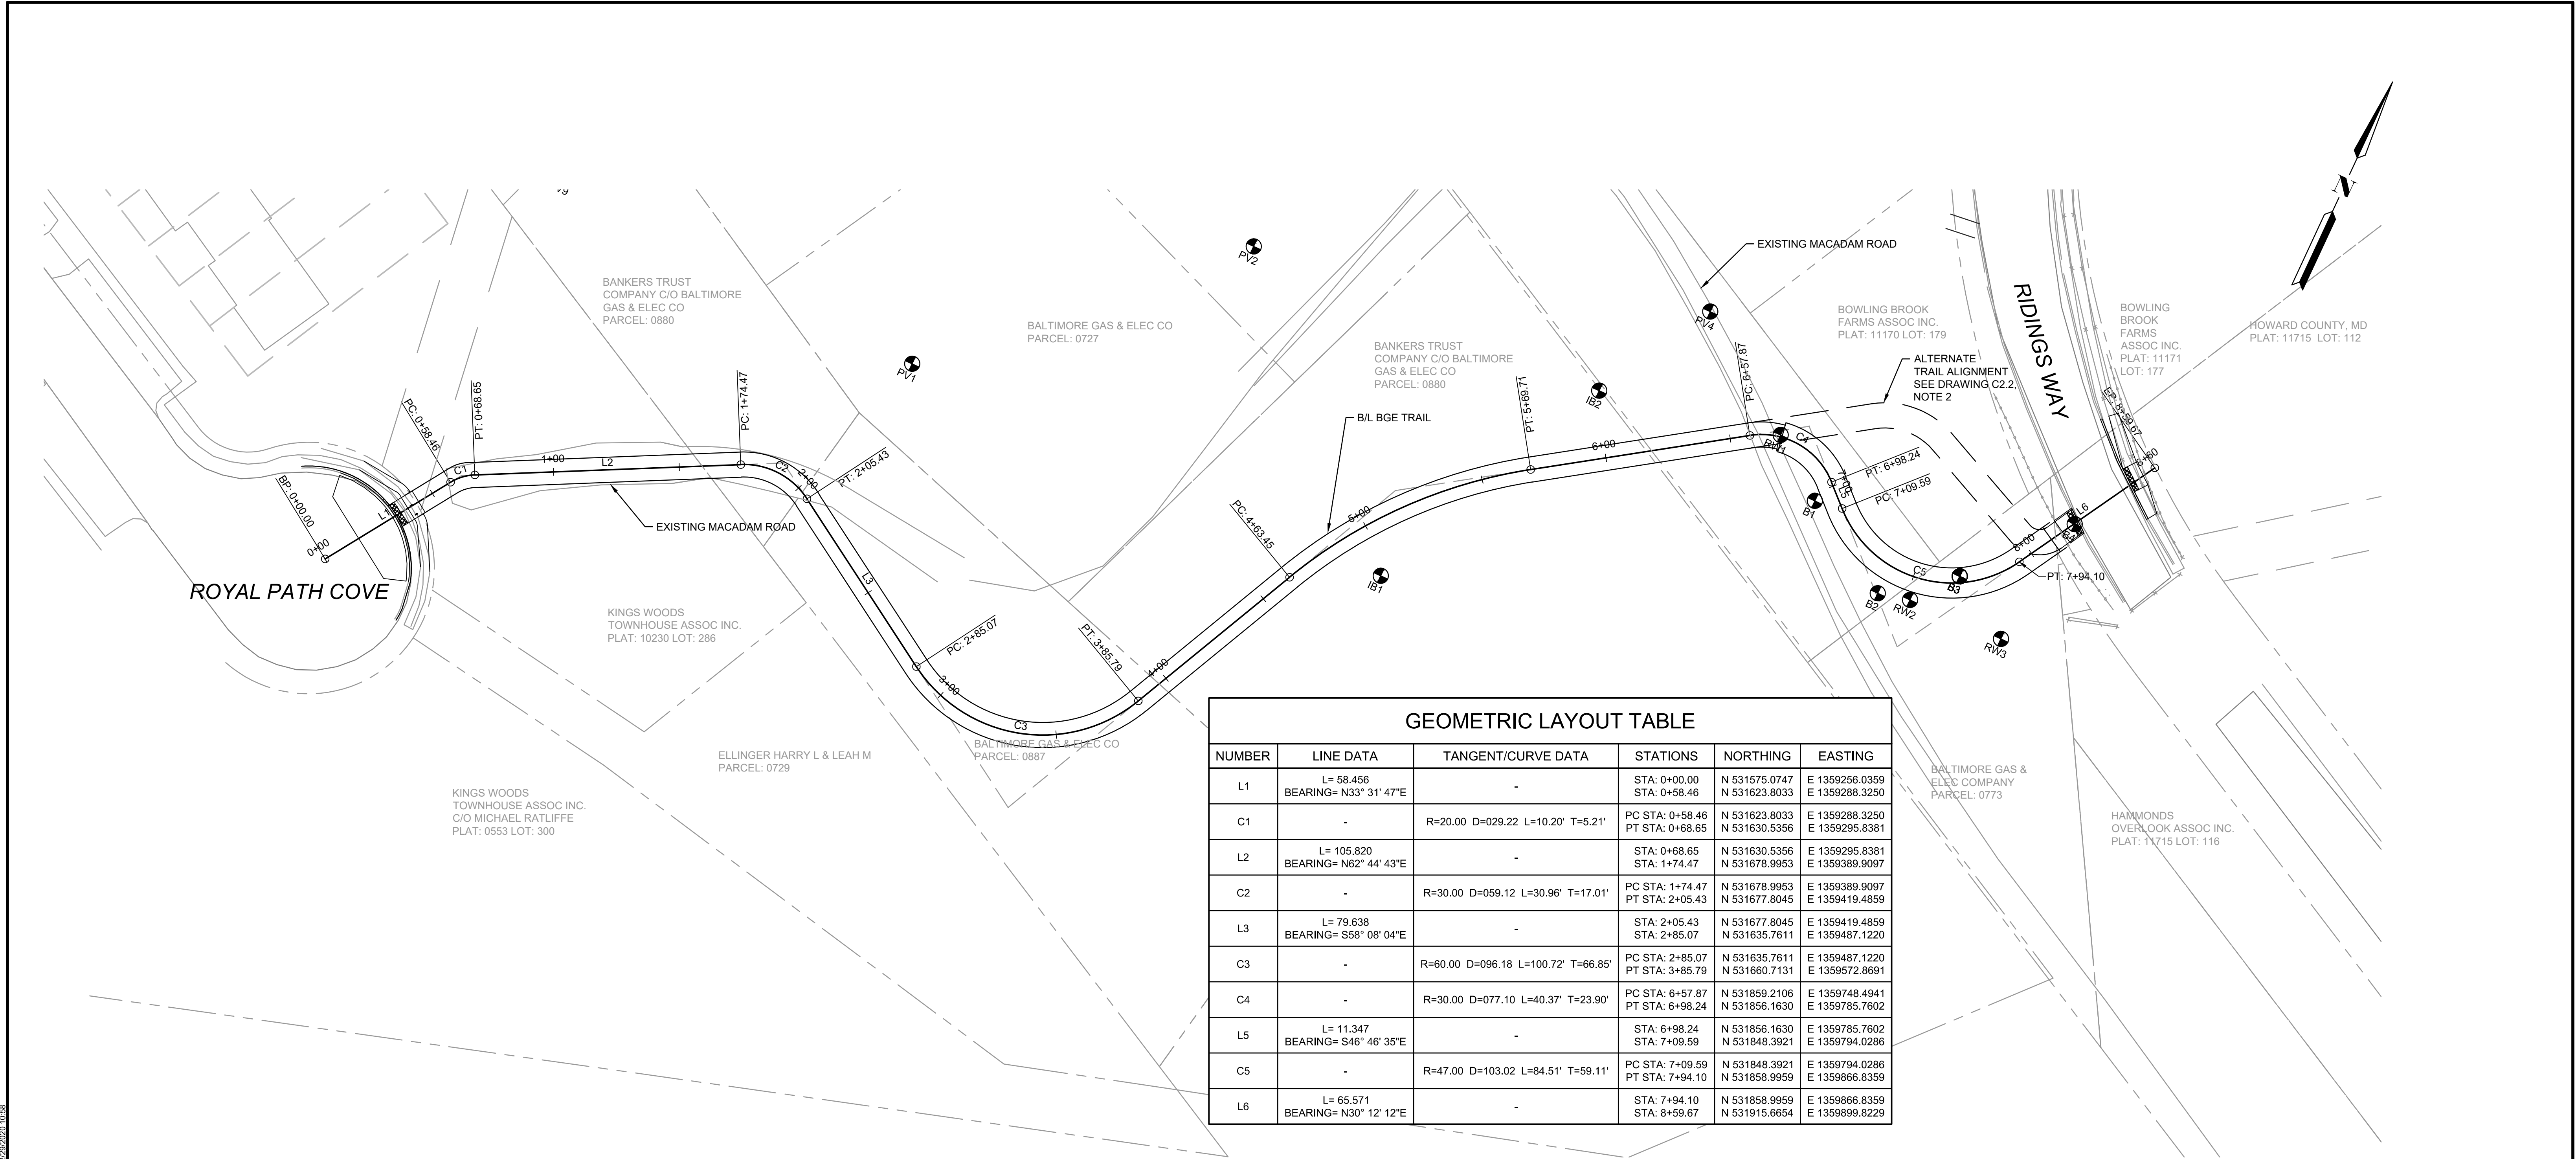 PV2
EXISTING MACADAM ROAD
PV4
BANKERS TRUST
COMPANY C/O BALTIMORE
GAS & ELEC CO
PARCEL: 0880
BALTIMORE GAS & ELEC CO
PARCEL: 0727
BANKERS TRUST
COMPANY C/O BALTIMORE
GAS & ELEC CO
PARCEL: 0880
BOWLING BROOK
FARMS ASSOC INC.
PLAT: 11170 LOT: 179
RIDINGS WAY
BOWLING
BROOK
FARMS
ASSOC INC.
PLAT: 11171
LOT: 177
HOWARD COUNTY, MD
PLAT: 11715 LOT: 112
N
ALTERNATE
TRAIL ALIGNMENT
SEE DRAWING C2.2,
NOTE 2
PV1
IB2
B/L BGE TRAIL
PC: 0+58.46
PT: 0+68.65
PC: 1+74.47
PT: 2+05.43
PT: 5+69.71
PC: 6+57.87
EP: 8+59.67
8+60
BP: 0+00.00
0+00
L1
C1
1+00
L2
C2
2+00
EXISTING MACADAM ROAD
L3
PC: 2+85.07
3+00
C3
PT: 3+85.79
4+00
PC: 4+63.45
5+00
6+00
RW1
C4
PT: 6+98.24
7+00
L5
PC: 7+09.59
B1
IB1
C5
8+00
L6
B3
PT: 7+94.10
B2
RW2
RW3
ROYAL PATH COVE
KINGS WOODS
TOWNHOUSE ASSOC INC.
PLAT: 10230 LOT: 286
ELLINGER HARRY L & LEAH M
PARCEL: 0729
BALTIMORE GAS & ELEC CO
PARCEL: 0887
KINGS WOODS
TOWNHOUSE ASSOC INC.
C/O MICHAEL RATLIFFE
PLAT: 0553 LOT: 300
BALTIMORE GAS &
ELEC COMPANY
PARCEL: 0773
HAMMONDS
OVERLOOK ASSOC INC.
PLAT: 11715 LOT: 116
GEOMETRIC LAYOUT TABLE
NUMBER LINE DATA TANGENT/CURVE DATA STATIONS NORTHING EASTING
L1 L= 58.456 - STA: 0+00.00 N 531575.0747 E 1359256.0359
BEARING= N33° 31' 47"E STA: 0+58.46 N 531623.8033 E 1359288.3250
C1 - R=20.00 D=029.22 L=10.20' T=5.21' PC STA: 0+58.46 N 531623.8033 E 1359288.3250
PT STA: 0+68.65 N 531630.5356 E 1359295.8381
L2 L= 105.820 - STA: 0+68.65 N 531630.5356 E 1359295.8381
BEARING= N62° 44' 43"E STA: 1+74.47 N 531678.9953 E 1359389.9097
C2 - R=30.00 D=059.12 L=30.96' T=17.01' PC STA: 1+74.47 N 531678.9953 E 1359389.9097
PT STA: 2+05.43 N 531677.8045 E 1359419.4859
L3 L= 79.638 - STA: 2+05.43 N 531677.8045 E 1359419.4859
BEARING= S58° 08' 04"E STA: 2+85.07 N 531635.7611 E 1359487.1220
C3 - R=60.00 D=096.18 L=100.72' T=66.85' PC STA: 2+85.07 N 531635.7611 E 1359487.1220
PT STA: 3+85.79 N 531660.7131 E 1359572.8691
C4 - R=30.00 D=077.10 L=40.37' T=23.90' PC STA: 6+57.87 N 531859.2106 E 1359748.4941
PT STA: 6+98.24 N 531856.1630 E 1359785.7602
L5 L= 11.347 - STA: 6+98.24 N 531856.1630 E 1359785.7602
BEARING= S46° 46' 35"E STA: 7+09.59 N 531848.3921 E 1359794.0286
C5 - R=47.00 D=103.02 L=84.51' T=59.11' PC STA: 7+09.59 N 531848.3921 E 1359794.0286
PT STA: 7+94.10 N 531858.9959 E 1359866.8359
L6 L= 65.571 - STA: 7+94.10 N 531858.9959 E 1359866.8359
BEARING= N30° 12' 12"E STA: 8+59.67 N 531915.6654 E 1359899.8229